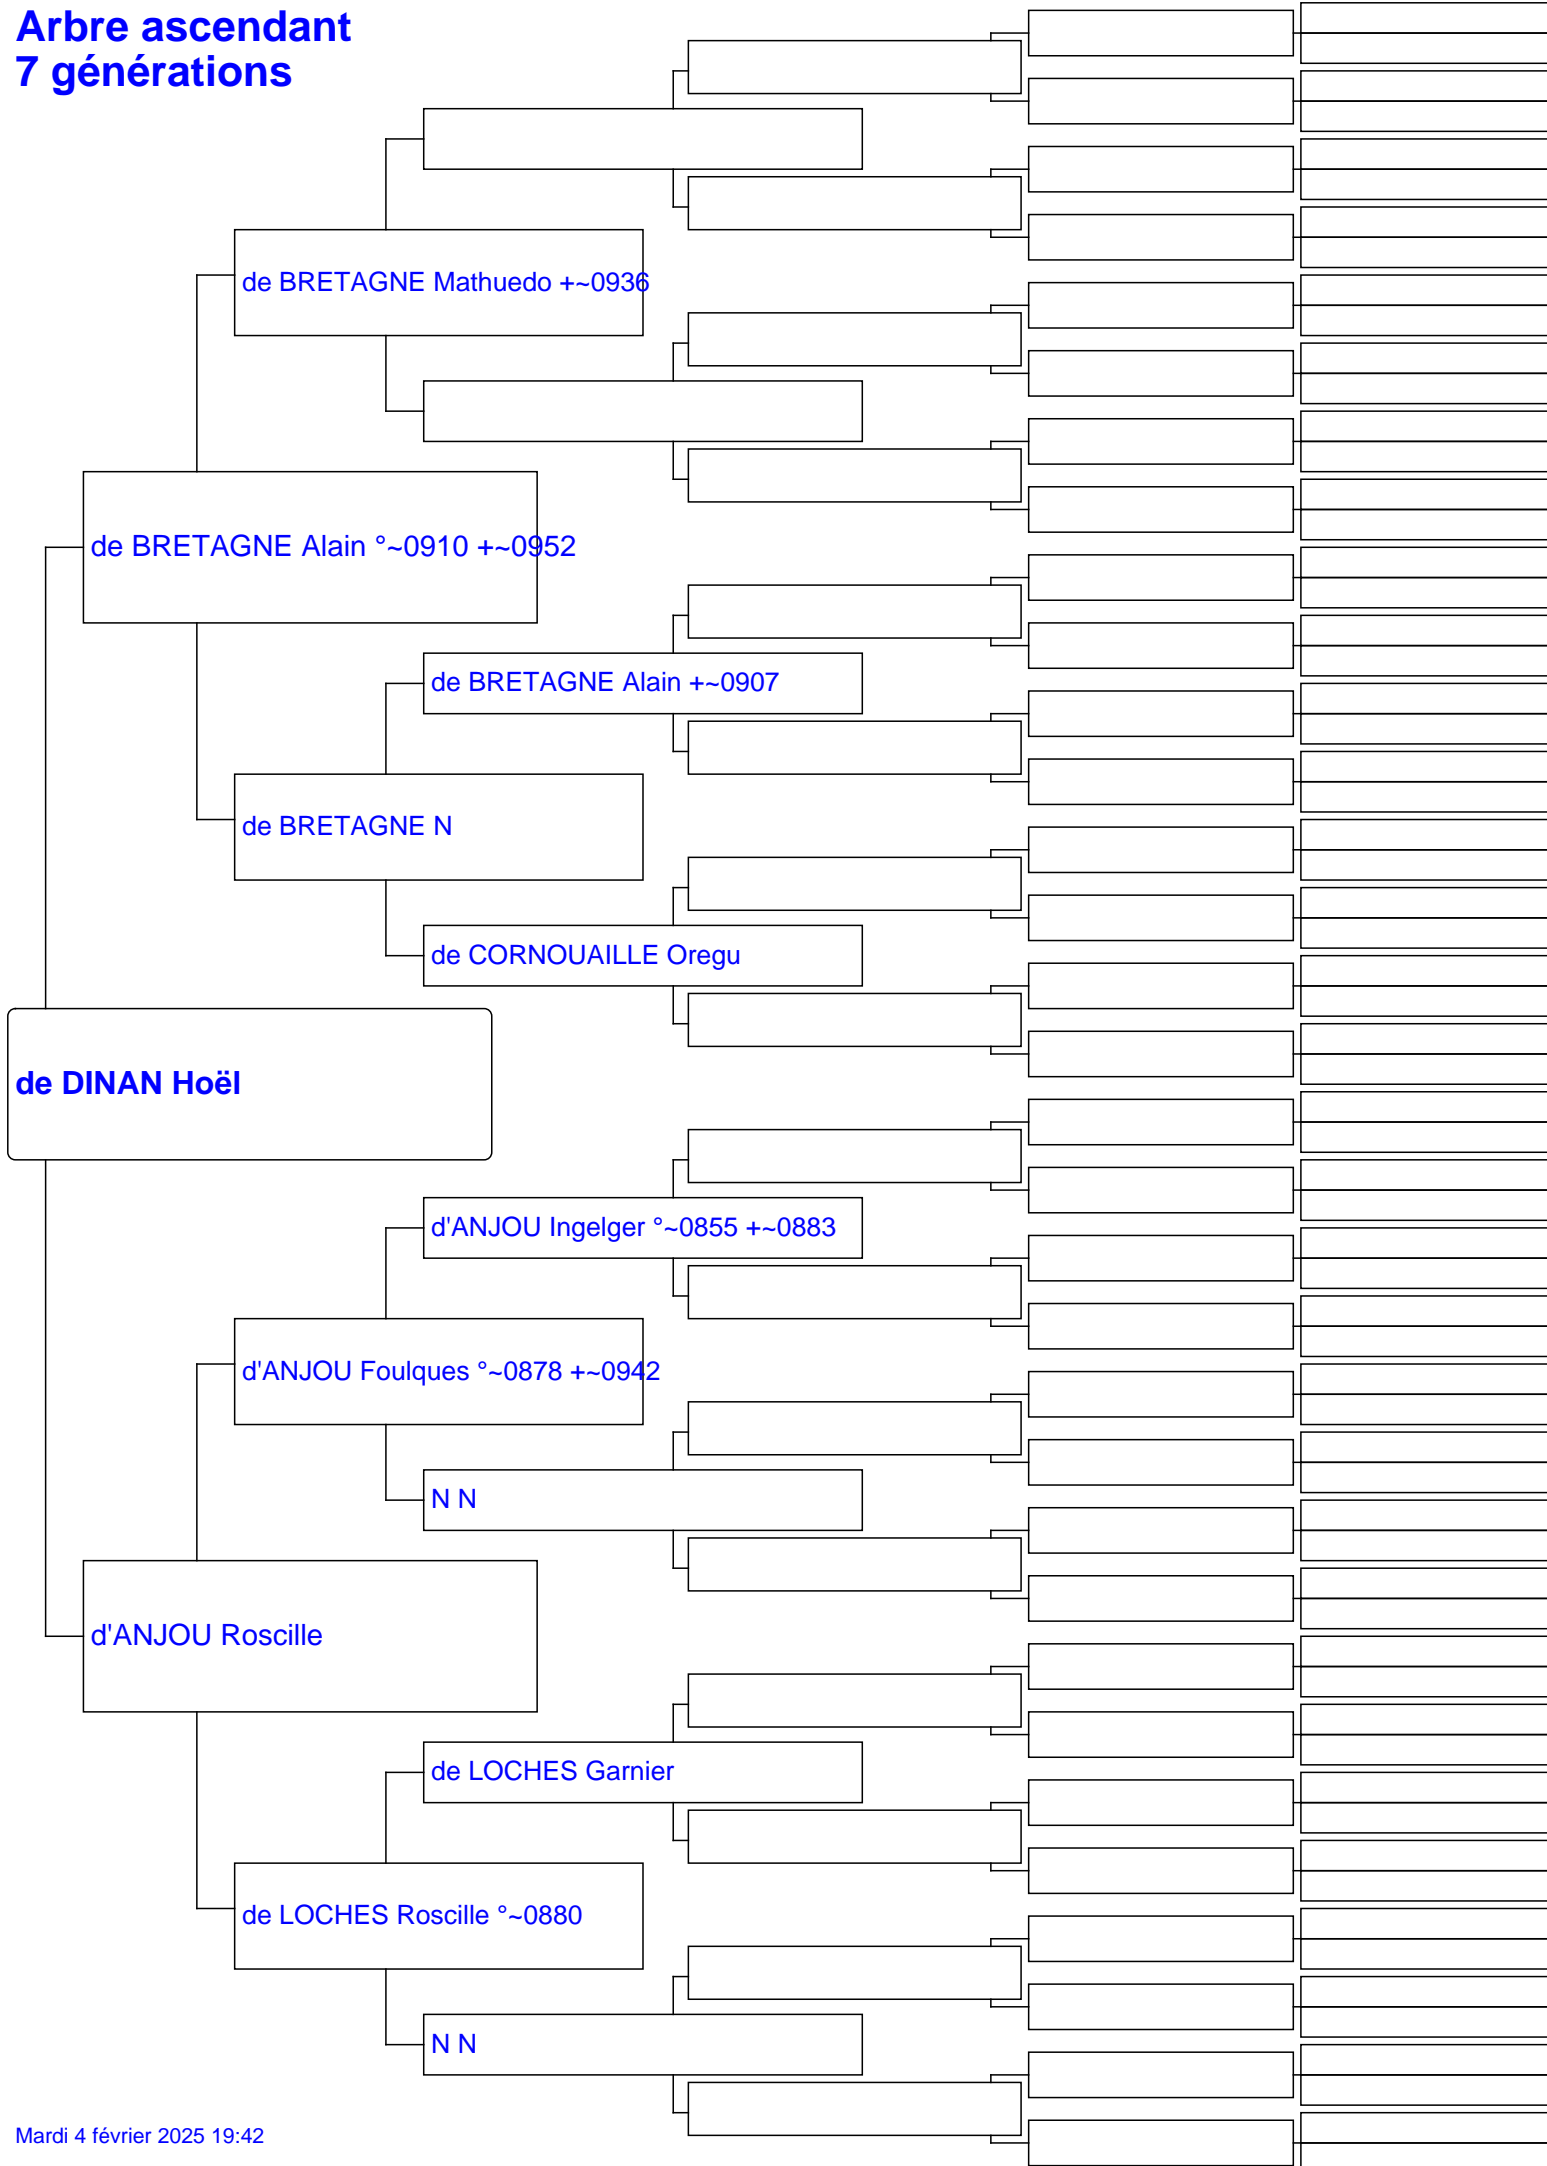 Arbre ascendant
7 générations
de BRETAGNE Mathuedo +~0936
de BRETAGNE Alain °~0910 +~0952
de BRETAGNE Alain +~0907
de BRETAGNE N
de CORNOUAILLE Oregu
de DINAN Hoël
d'ANJOU Ingelger °~0855 +~0883
d'ANJOU Foulques °~0878 +~0942
N N
d'ANJOU Roscille
de LOCHES Garnier
de LOCHES Roscille °~0880
N N
Mardi 4 février 2025 19:42